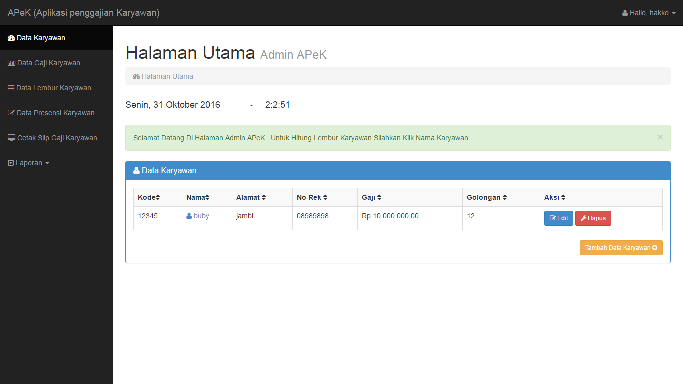 APeK (Aplikasi penggajian Karyawan)
Hallo, hakko
Data Karyawan
Data Gaji Karyawan
Data Lembur Karyawan
Data Presensi Karyawan
Cetak Slip Gaji Karyawan
Laporan
Halaman Utama Admin APeK
Halaman Utama
Senin, 31 Oktober 2016 - 2:2:51
Selamat Datang Di Halaman Admin APeK . Untuk Hitung Lembur Karyawan Silahkan Klik Nama Karyawan
×
Data Karyawan
Kode Nama Alamat No Rek Gaji Golongan Aksi
12345 buby jambi. 08989898 Rp 10.000.000,00 12 Edit Hapus
Tambah Data Karyawan